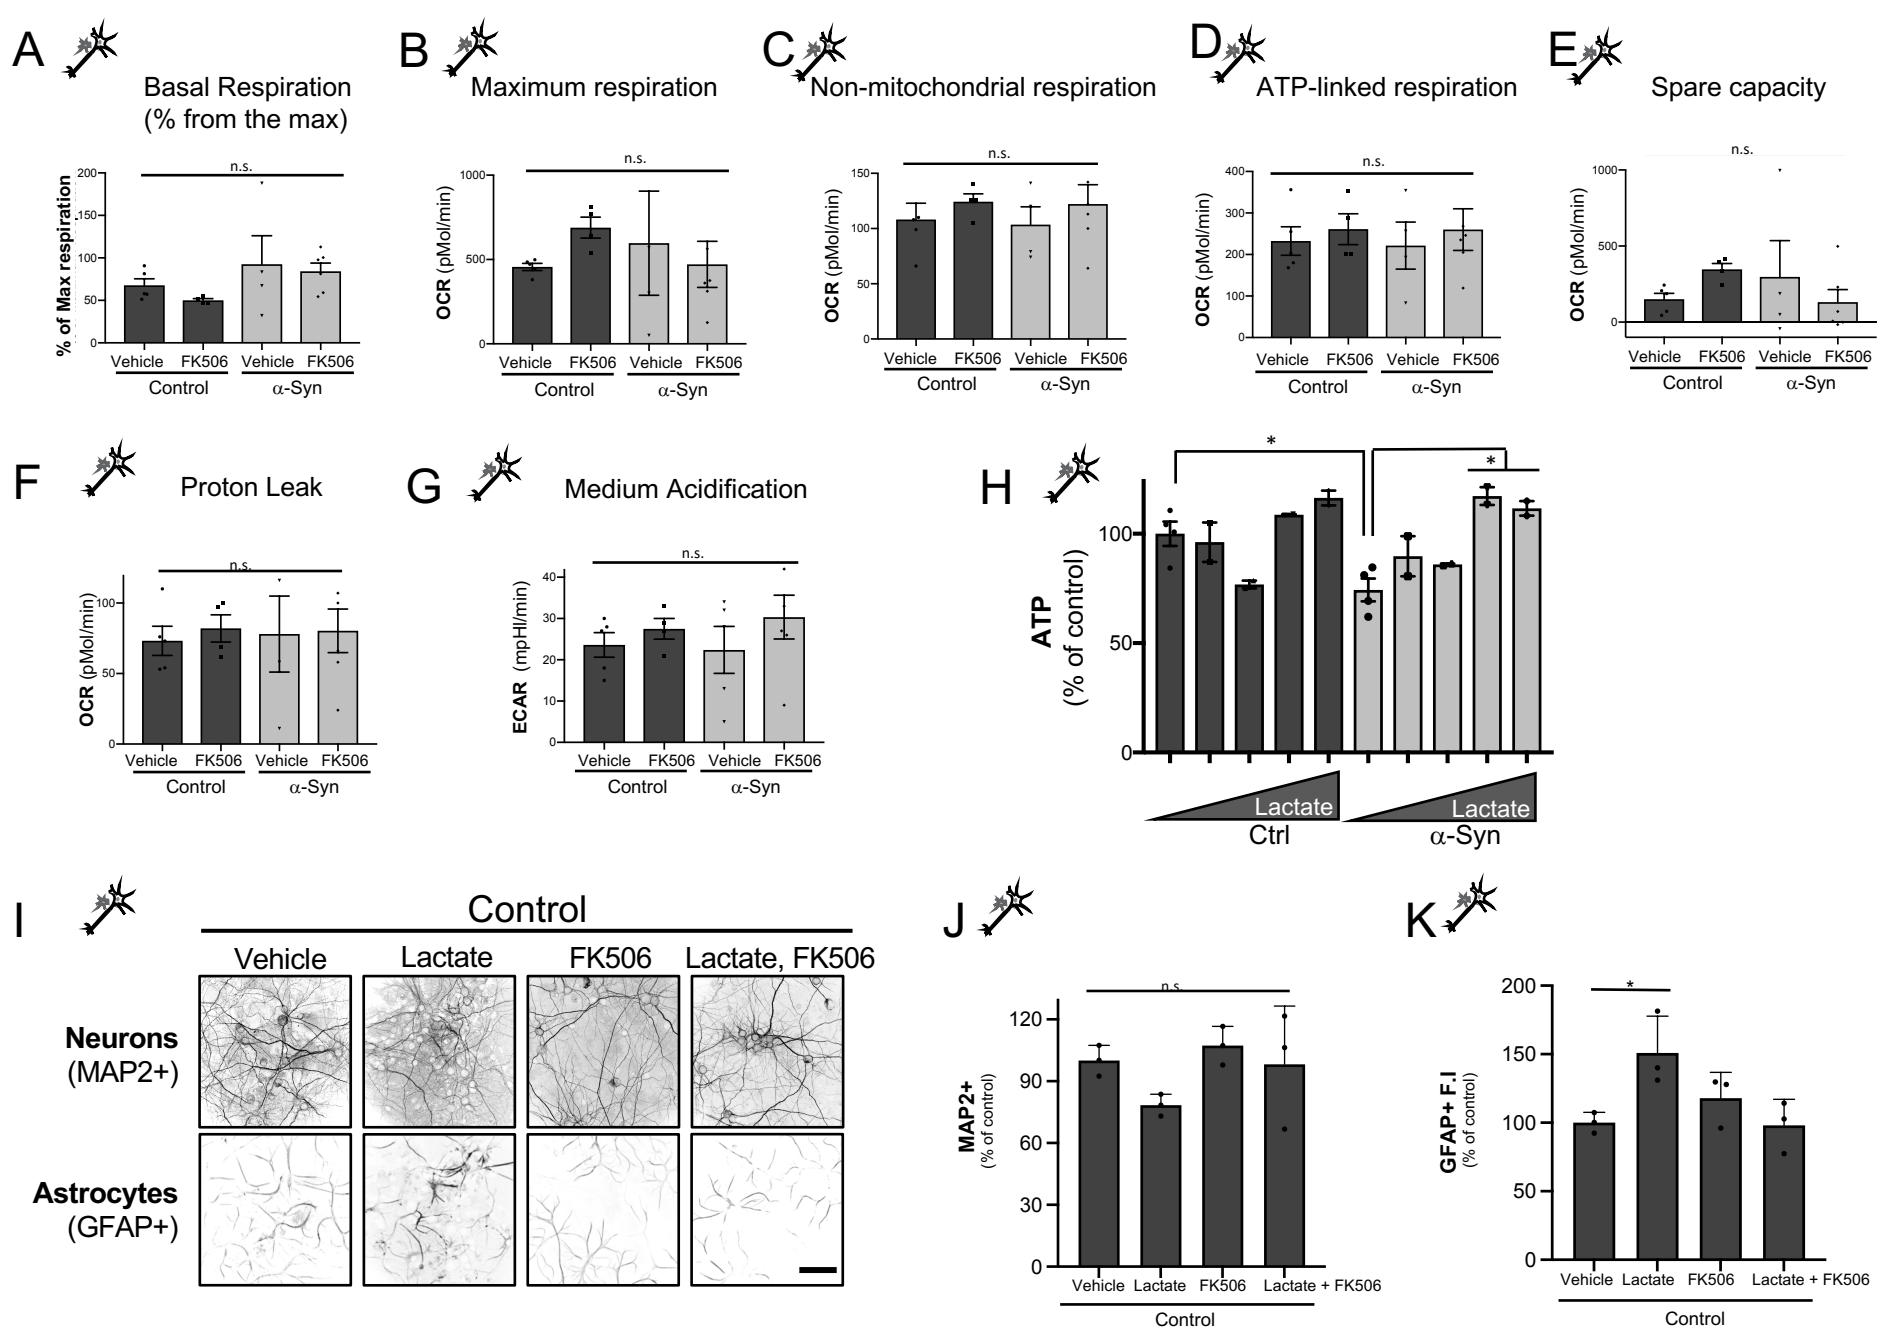 A
Basal Respiration
(% from the max)
n.s.
% of Max respiration
200
150
100
50
0
Vehicle FK506 Vehicle FK506
Control α-Syn
B
Maximum respiration
n.s.
OCR (pMol/min)
1000
500
0
Vehicle FK506 Vehicle FK506
Control α-Syn
C
Non-mitochondrial respiration
n.s.
OCR (pMol/min)
150
100
50
0
Vehicle FK506 Vehicle FK506
Control α-Syn
D
ATP-linked respiration
n.s.
OCR (pMol/min)
400
300
200
100
0
Vehicle FK506 Vehicle FK506
Control α-Syn
E
Spare capacity
n.s.
OCR (pMol/min)
1000
500
0
Vehicle FK506 Vehicle FK506
Control α-Syn
F
Proton Leak
n.s.
OCR (pMol/min)
100
50
0
Vehicle FK506 Vehicle FK506
Control α-Syn
G
Medium Acidification
n.s.
ECAR (mpHl/min)
40
30
20
10
0
Vehicle FK506 Vehicle FK506
Control α-Syn
H
* *
ATP
(% of control)
100
50
0
Lactate Lactate
Ctrl α-Syn
I
Control
Vehicle Lactate FK506 Lactate, FK506
Neurons
(MAP2+)
Astrocytes
(GFAP+)
J
n.s.
MAP2+
(% of control)
120
90
60
30
0
Vehicle Lactate FK506 Lactate + FK506
Control
K
*
GFAP+ F.I
(% of control)
200
150
100
50
0
Vehicle Lactate FK506 Lactate + FK506
Control